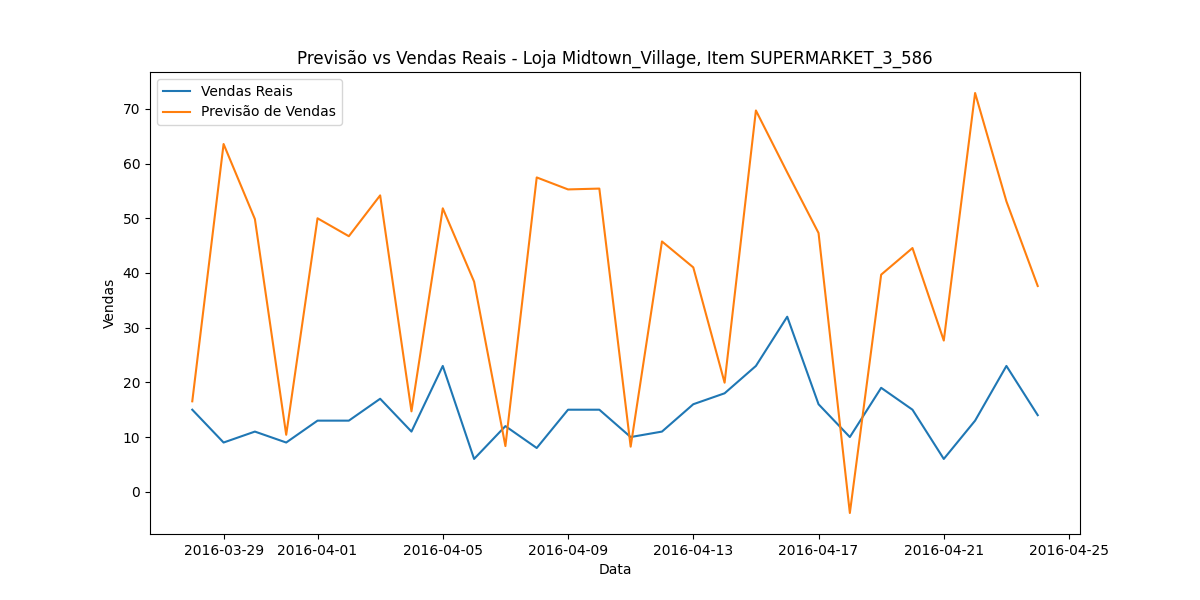 Previsão vs Vendas Reais - Loja Midtown_Village, Item SUPERMARKET_3_586
Vendas Reais
Previsão de Vendas
Vendas
70
60
50
40
30
20
10
0
2016-03-29 2016-04-01 2016-04-05 2016-04-09 2016-04-13 2016-04-17 2016-04-21 2016-04-25
Data